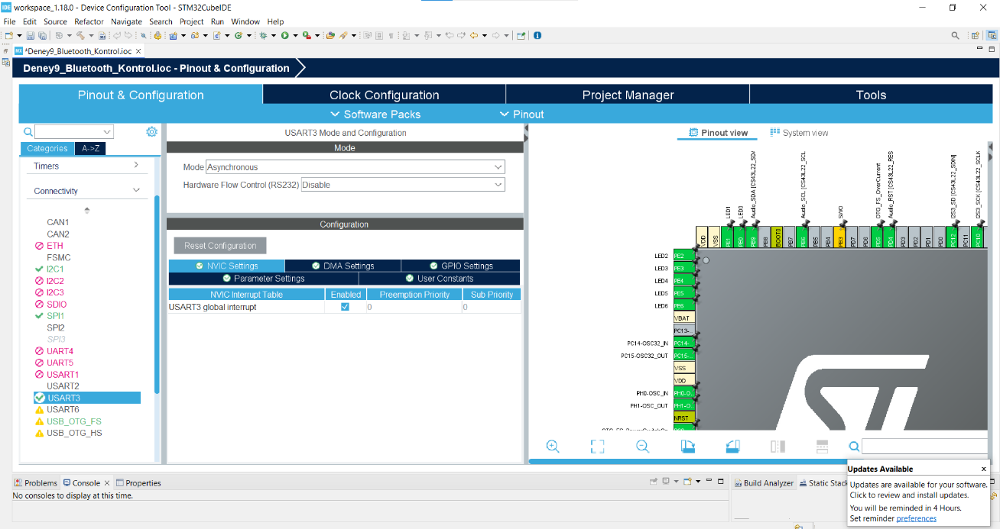 workspace_1.18.0 - Device Configuration Tool - STM32CubeIDE
File Edit Source Refactor Navigate Search Project Run Window Help
*Deney9_Bluetooth_Kontrol.ioc
Deney9_Bluetooth_Kontrol.ioc - Pinout & Configuration
Pinout & Configuration Clock Configuration Project Manager Tools
Software Packs Pinout
USART3 Mode and Configuration
Pinout view System view
Categories A->Z
Mode
Timers
Mode Asynchronous
Hardware Flow Control (RS232) Disable
Connectivity
CAN1
CAN2
ETH
FSMC
I2C1
I2C2
I2C3
SDIO
SPI1
SPI2
SPI3
UART4
UART5
USART1
USART2
USART3
USART6
USB_OTG_FS
USB_OTG_HS
Configuration
Reset Configuration
NVIC Settings DMA Settings GPIO Settings
Parameter Settings User Constants
NVIC Interrupt Table Enabled Preemption Priority Sub Priority
USART3 global interrupt 0 0
LED1
LED0
Audio_SDA [CS43L22_SDA
Audio_SCL [CS43L22_SCL
SWO
OTG_FS_OverCurrent
Audio_RST [CS43L22_RES
I2S3_SD [CS43L22_SDIN]
I2S3_SCK [CS43L22_SCLK
VDD VSS PE1 PE0 PB9 PB8 BOOT0 PB7 PB6 PB5 PB4 PB3 PD7 PD6 PD5 PD4 PD3 PD2 PD1 PD0 PC12 PC11 PC10
LED2 PE2
LED3 PE3
LED4 PE4
LED5 PE5
LED6 PE6
VBAT
PC13-
PC14-OSC32_IN PC14-
PC15-OSC32_OUT PC15-
VSS
VDD
PH0-OSC_IN PH0-O..
PH1-OSC_OUT PH1-O..
NRST
Problems Console Properties
No consoles to display at this time.
Build Analyzer Static Stack
Updates Available
Updates are available for your software.
Click to review and install updates.
You will be reminded in 4 Hours.
Set reminder preferences